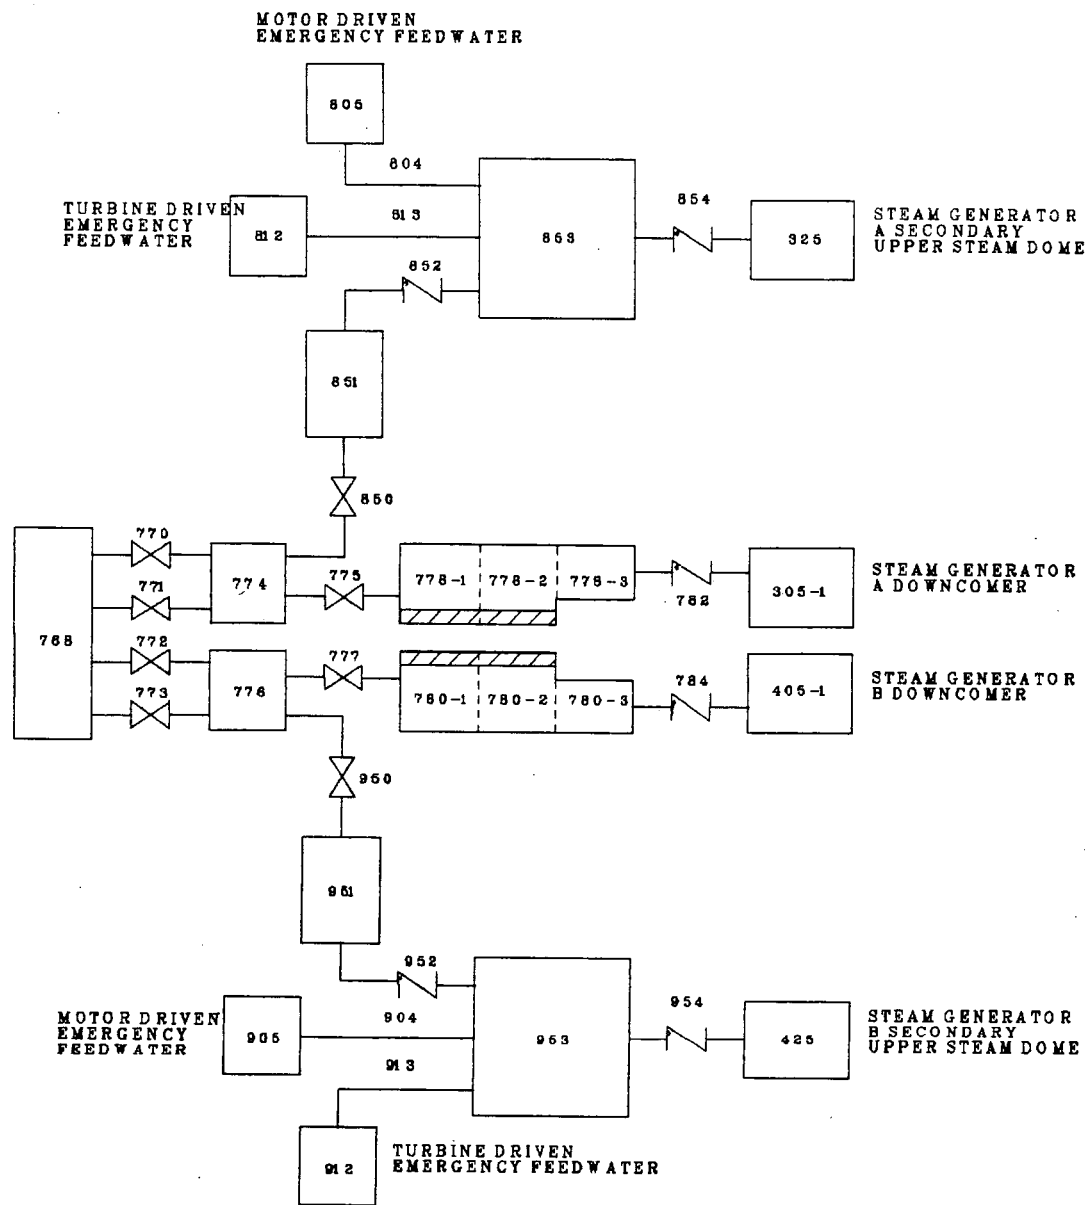 MOTOR DRIVEN
EMERGENCY FEEDWATER
805
804
TURBINE DRIVEN
EMERGENCY
FEEDWATER
812
813
853
854
325
STEAM GENERATOR
A SECONDARY
UPPER STEAM DOME
852
851
850
768
770
771
772
773
774
775
778-1
778-2
778-3
782
305-1
STEAM GENERATOR
A DOWNCOMER
776
777
780-1
780-2
780-3
784
405-1
STEAM GENERATOR
B DOWNCOMER
950
951
952
MOTOR DRIVEN
EMERGENCY
FEEDWATER
905
904
913
953
954
425
STEAM GENERATOR
B SECONDARY
UPPER STEAM DOME
912
TURBINE DRIVEN
EMERGENCY FEEDWATER